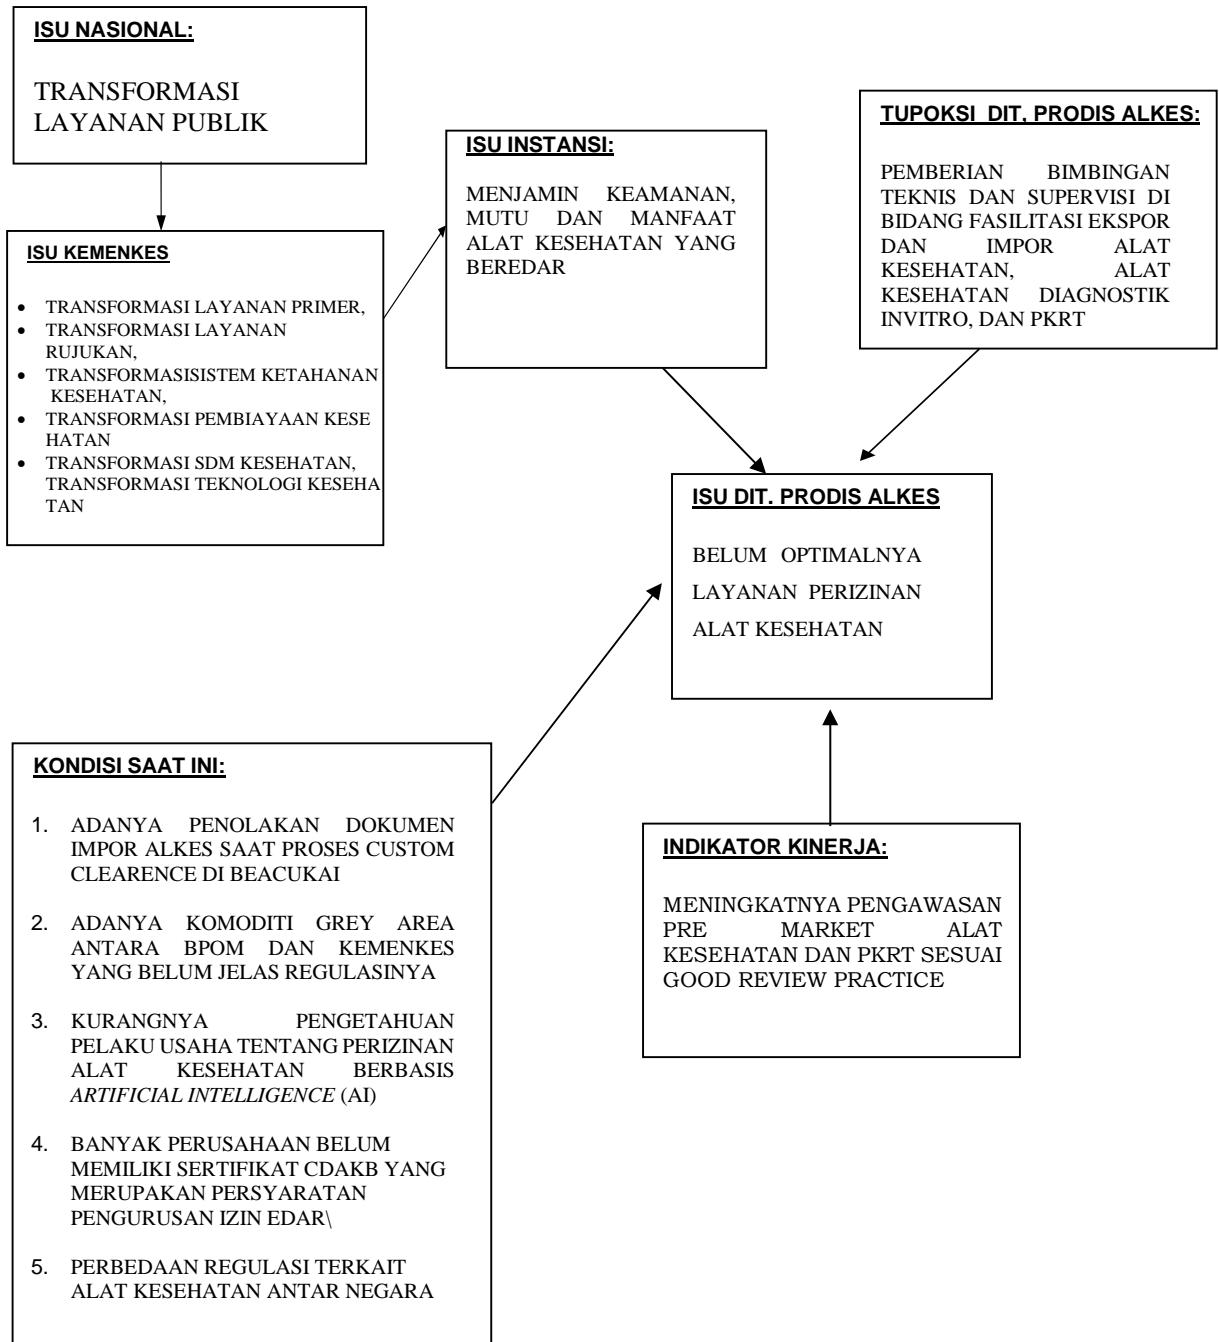 ISU NASIONAL:
TRANSFORMASI
LAYANAN PUBLIK
ISU KEMENKES
• TRANSFORMASI LAYANAN PRIMER,
• TRANSFORMASI LAYANAN
RUJUKAN,
• TRANSFORMASISISTEM KETAHANAN
KESEHATAN,
• TRANSFORMASI PEMBIAYAAN KESE
HATAN
• TRANSFORMASI SDM KESEHATAN,
TRANSFORMASI TEKNOLOGI KESEHA
TAN
ISU INSTANSI:
MENJAMIN KEAMANAN,
MUTU DAN MANFAAT
ALAT KESEHATAN YANG
BEREDAR
TUPOKSI DIT, PRODIS ALKES:
PEMBERIAN BIMBINGAN
TEKNIS DAN SUPERVISI DI
BIDANG FASILITASI EKSPOR
DAN IMPOR ALAT
KESEHATAN, ALAT
KESEHATAN DIAGNOSTIK
INVITRO, DAN PKRT
ISU DIT. PRODIS ALKES
BELUM OPTIMALNYA
LAYANAN PERIZINAN
ALAT KESEHATAN
KONDISI SAAT INI:
1. ADANYA PENOLAKAN DOKUMEN
IMPOR ALKES SAAT PROSES CUSTOM
CLEARENCE DI BEACUKAI
2. ADANYA KOMODITI GREY AREA
ANTARA BPOM DAN KEMENKES
YANG BELUM JELAS REGULASINYA
3. KURANGNYA PENGETAHUAN
PELAKU USAHA TENTANG PERIZINAN
ALAT KESEHATAN BERBASIS
ARTIFICIAL INTELLIGENCE (AI)
4. BANYAK PERUSAHAAN BELUM
MEMILIKI SERTIFIKAT CDAKB YANG
MERUPAKAN PERSYARATAN
PENGURUSAN IZIN EDAR\
5. PERBEDAAN REGULASI TERKAIT
ALAT KESEHATAN ANTAR NEGARA
INDIKATOR KINERJA:
MENINGKATNYA PENGAWASAN
PRE MARKET ALAT
KESEHATAN DAN PKRT SESUAI
GOOD REVIEW PRACTICE